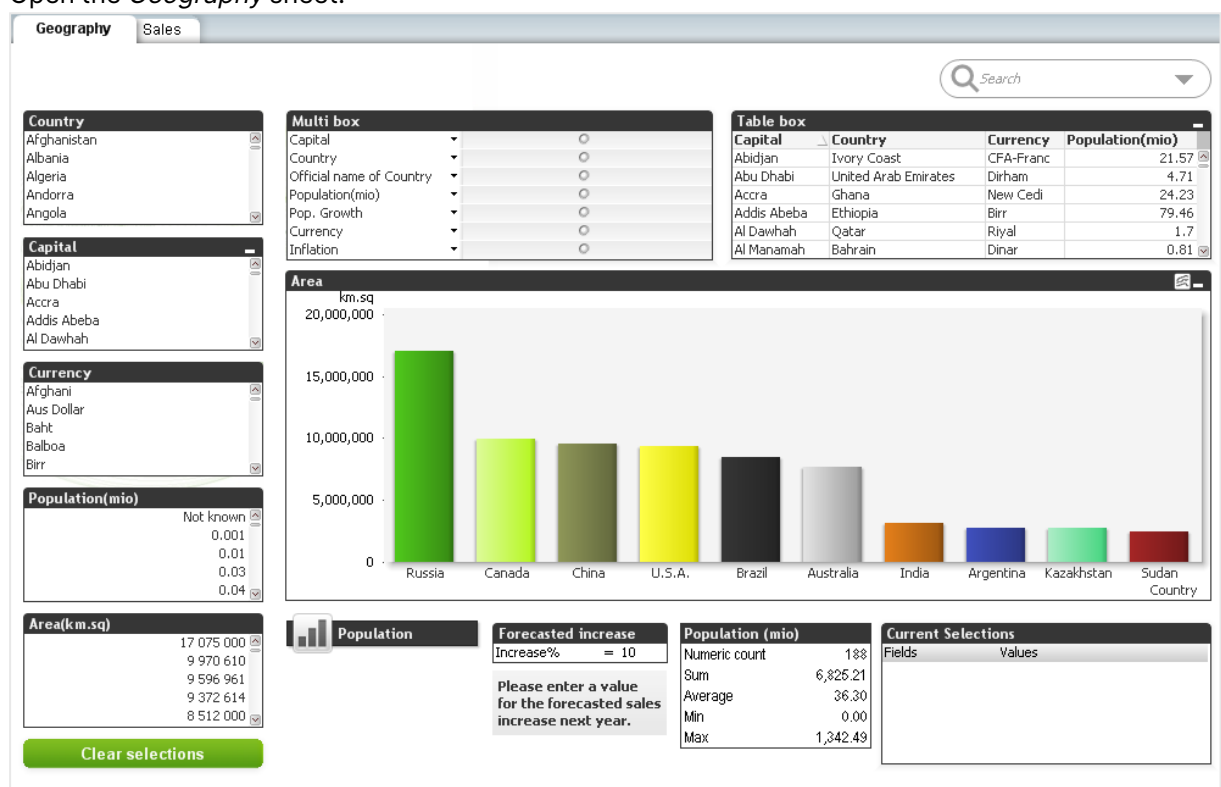 Open the Geography sheet.
Geography Sales
Search
Country
Afghanistan
Albania
Algeria
Andorra
Angola
Capital
Abidjan
Abu Dhabi
Accra
Addis Abeba
Al Dawhah
Currency
Afghani
Aus Dollar
Baht
Balboa
Birr
Population(mio)
Not known
0.001
0.01
0.03
0.04
Area(km.sq)
17 075 000
9 970 610
9 596 961
9 372 614
8 512 000
Clear selections
Multi box
Capital
Country
Official name of Country
Population(mio)
Pop. Growth
Currency
Inflation
Table box
Capital Country Currency Population(mio)
Abidjan Ivory Coast CFA-Franc 21.57
Abu Dhabi United Arab Emirates Dirham 4.71
Accra Ghana New Cedi 24.23
Addis Abeba Ethiopia Birr 79.46
Al Dawhah Qatar Riyal 1.7
Al Manamah Bahrain Dinar 0.81
Area
km.sq
20,000,000
15,000,000
10,000,000
5,000,000
0
Russia Canada China U.S.A. Brazil Australia India Argentina Kazakhstan Sudan
Country
Population
Forecasted increase
Increase% = 10
Please enter a value
for the forecasted sales
increase next year.
Population (mio)
Numeric count 188
Sum 6,825.21
Average 36.30
Min 0.00
Max 1,342.49
Current Selections
Fields Values